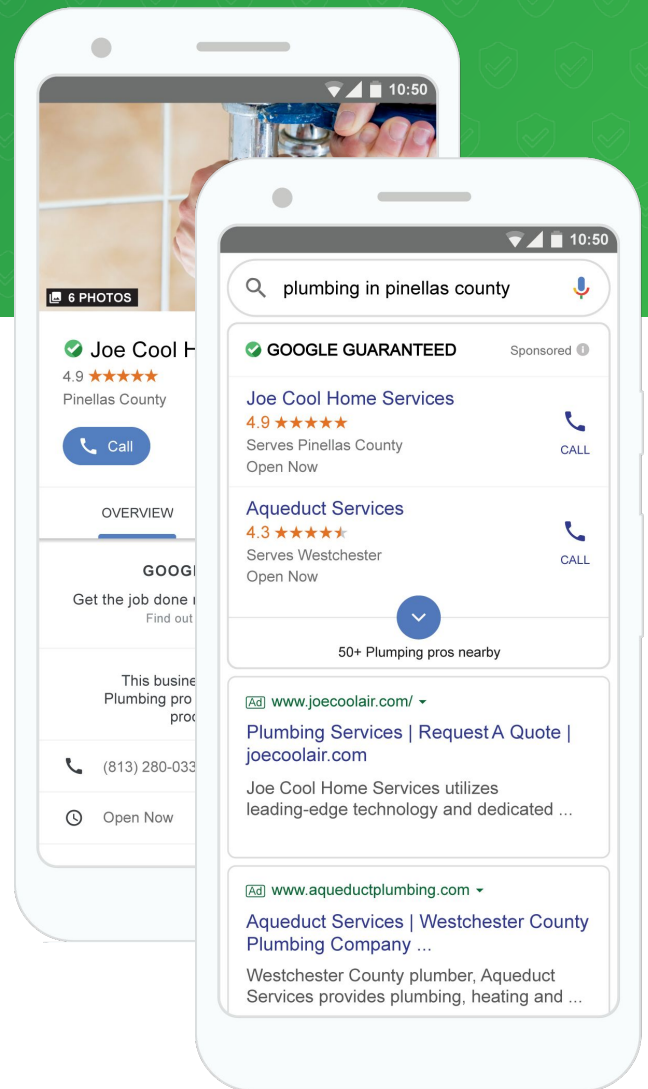 10:50
6 PHOTOS
Joe Cool H
4.9
Pinellas County
Call
OVERVIEW
GOOGL
Get the job done
Find out
This busine
Plumbing pro
proc
(813) 280-033
Open Now
10:50
plumbing in pinellas county
GOOGLE GUARANTEED Sponsored
Joe Cool Home Services
4.9
Serves Pinellas County
CALL
Open Now
Aqueduct Services
4.3
Serves Westchester
CALL
Open Now
50+ Plumping pros nearby
Ad www.joecoolair.com/
Plumbing Services | Request A Quote |
joecoolair.com
Joe Cool Home Services utilizes
leading-edge technology and dedicated ...
Ad www.aqueductplumbing.com
Aqueduct Services | Westchester County
Plumbing Company ...
Westchester County plumber, Aqueduct
Services provides plumbing, heating and ...